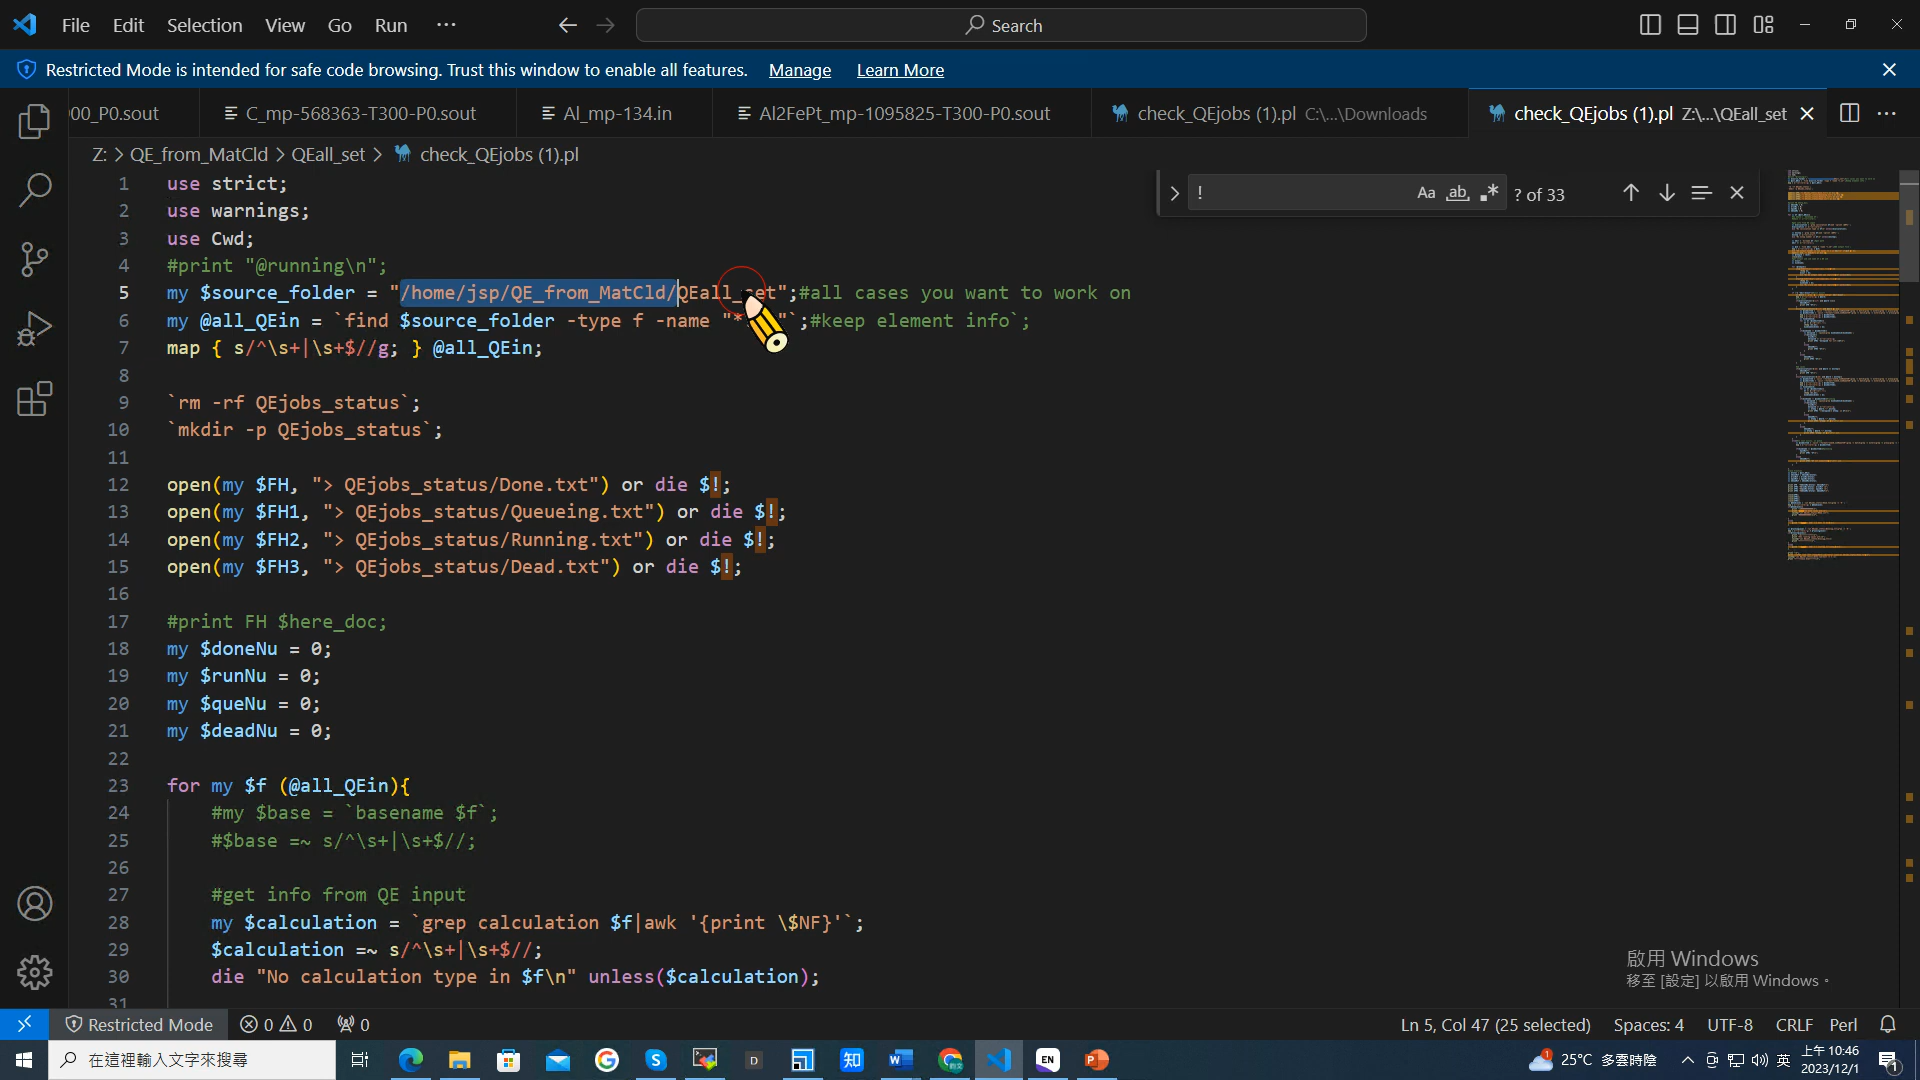 File Edit Selection View Go Run ··· Search
Restricted Mode is intended for safe code browsing. Trust this window to enable all features. Manage Learn More
00_P0.sout C_mp-568363-T300-P0.sout Al_mp-134.in Al2FePt_mp-1095825-T300-P0.sout check_QEjobs (1).pl C:\...\Downloads check_QEjobs (1).pl Z:\...\QEall_set
Z: > QE_from_MatCld > QEall_set > check_QEjobs (1).pl
! Aa ab ? of 33
1 use strict;
2 use warnings;
3 use Cwd;
4 #print "@running\n";
5 my $source_folder = "/home/jsp/QE_from_MatCld/QEall_set";#all cases you want to work on
6 my @all_QEin = `find $source_folder -type f -name "* "`;#keep element info`;
7 map { s/^\s+|\s+$//g; } @all_QEin;
8
9 `rm -rf QEjobs_status`;
10 `mkdir -p QEjobs_status`;
11
12 open(my $FH, "> QEjobs_status/Done.txt") or die $!;
13 open(my $FH1, "> QEjobs_status/Queueing.txt") or die $!;
14 open(my $FH2, "> QEjobs_status/Running.txt") or die $!;
15 open(my $FH3, "> QEjobs_status/Dead.txt") or die $!;
16
17 #print FH $here_doc;
18 my $doneNu = 0;
19 my $runNu = 0;
20 my $queNu = 0;
21 my $deadNu = 0;
22
23 for my $f (@all_QEin){
24 #my $base = `basename $f`;
25 #$base =~ s/^\s+|\s+$//;
26
27 #get info from QE input
28 my $calculation = `grep calculation $f|awk '{print \$NF}'`;
29 $calculation =~ s/^\s+|\s+$//;
30 die "No calculation type in $f\n" unless($calculation);
31
啟用 Windows
移至 [設定] 以啟用 Windows。
Restricted Mode 0 0 0 Ln 5, Col 47 (25 selected) Spaces: 4 UTF-8 CRLF Perl
在這裡輸入文字來搜尋 25°C 多雲時陰 英 上午 10:46
2023/12/1